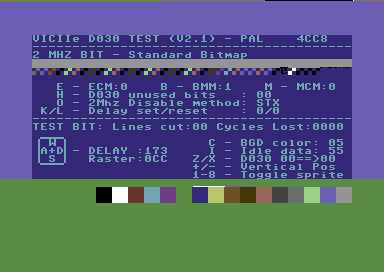 VICIIe D030 TEST (V2.1) - PAL 4CC8
2 MHZ BIT - Standard Bitmap
E - ECM:0 B - BMM:1 M - MCM:0
H - D030 unused bits : 00
O - 2Mhz Disable method: STX
K/L - Delay set/reset : 0/0
TEST BIT: Lines cut:00 Cycles Lost:0000
W C - BGD color: 05
A+D - DELAY :173 I - Idle data: 55
S Raster:0CC Z/X - D030 00==>00
+/- - Vertical Pos
1-8 - Toggle sprite